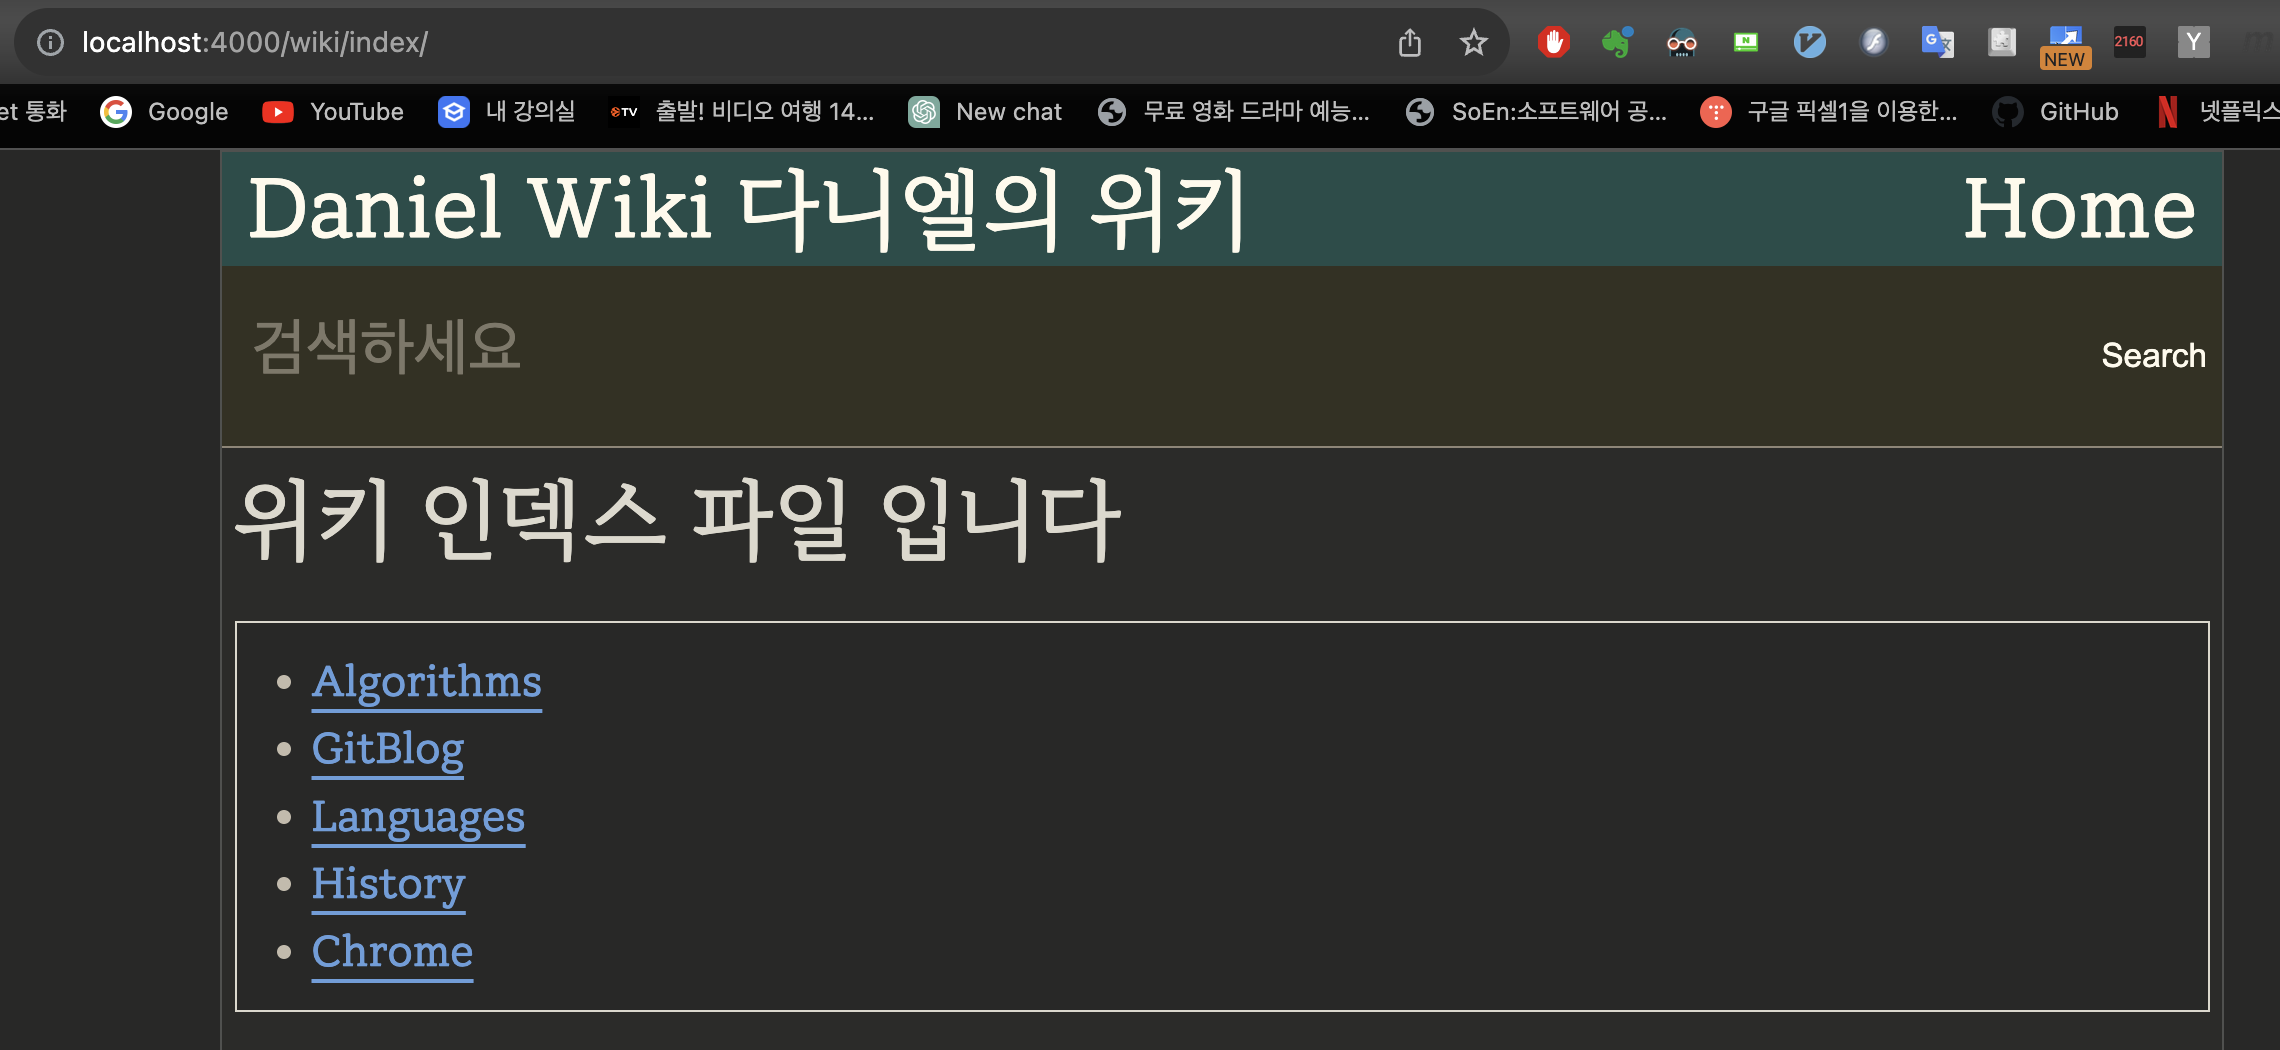 localhost:4000/wiki/index/
NEW 2160 Y m
et 통화 Google YouTube 내 강의실 TV 출발! 비디오 여행 14... New chat 무료 영화 드라마 예능... SoEn:소프트웨어 공... 구글 픽셀1을 이용한... GitHub 넷플릭스
Daniel Wiki 다니엘의 위키 Home
검색하세요 Search
위키 인덱스 파일 입니다
Algorithms
GitBlog
Languages
History
Chrome